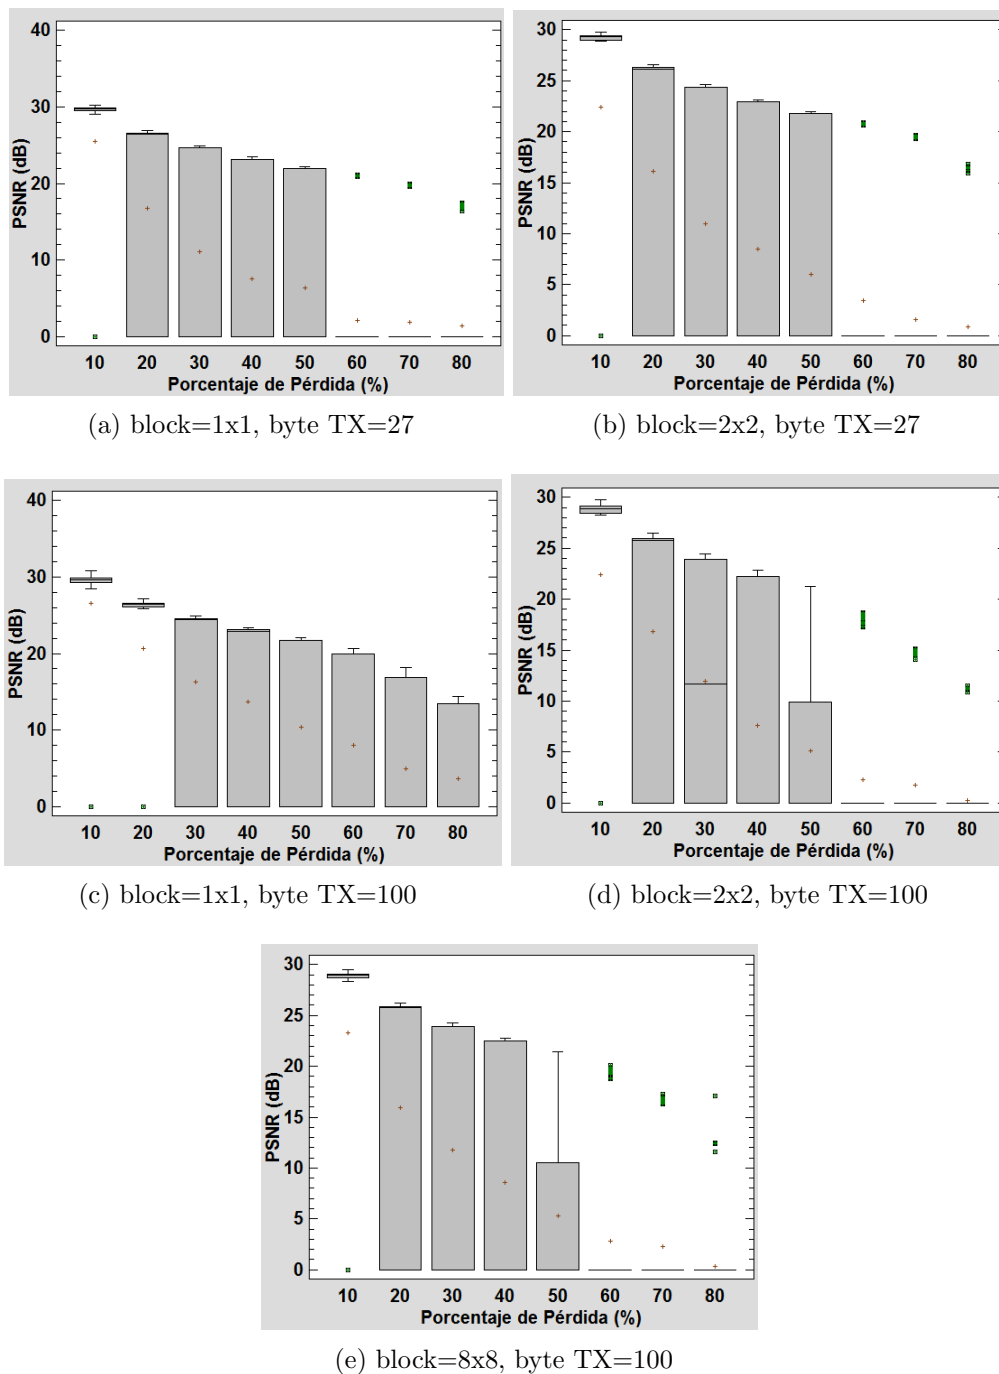 40
30
20
10
0
PSNR (dB)
10 20 30 40 50 60 70 80
Porcentaje de Pérdida (%)
(a) block=1x1, byte TX=27
30
25
20
15
10
5
0
PSNR (dB)
10 20 30 40 50 60 70 80
Porcentaje de Pérdida (%)
(b) block=2x2, byte TX=27
40
30
20
10
0
PSNR (dB)
10 20 30 40 50 60 70 80
Porcentaje de Pérdida (%)
(c) block=1x1, byte TX=100
30
25
20
15
10
5
0
PSNR (dB)
10 20 30 40 50 60 70 80
Porcentaje de Pérdida (%)
(d) block=2x2, byte TX=100
30
25
20
15
10
5
0
PSNR (dB)
10 20 30 40 50 60 70 80
Porcentaje de Pérdida (%)
(e) block=8x8, byte TX=100